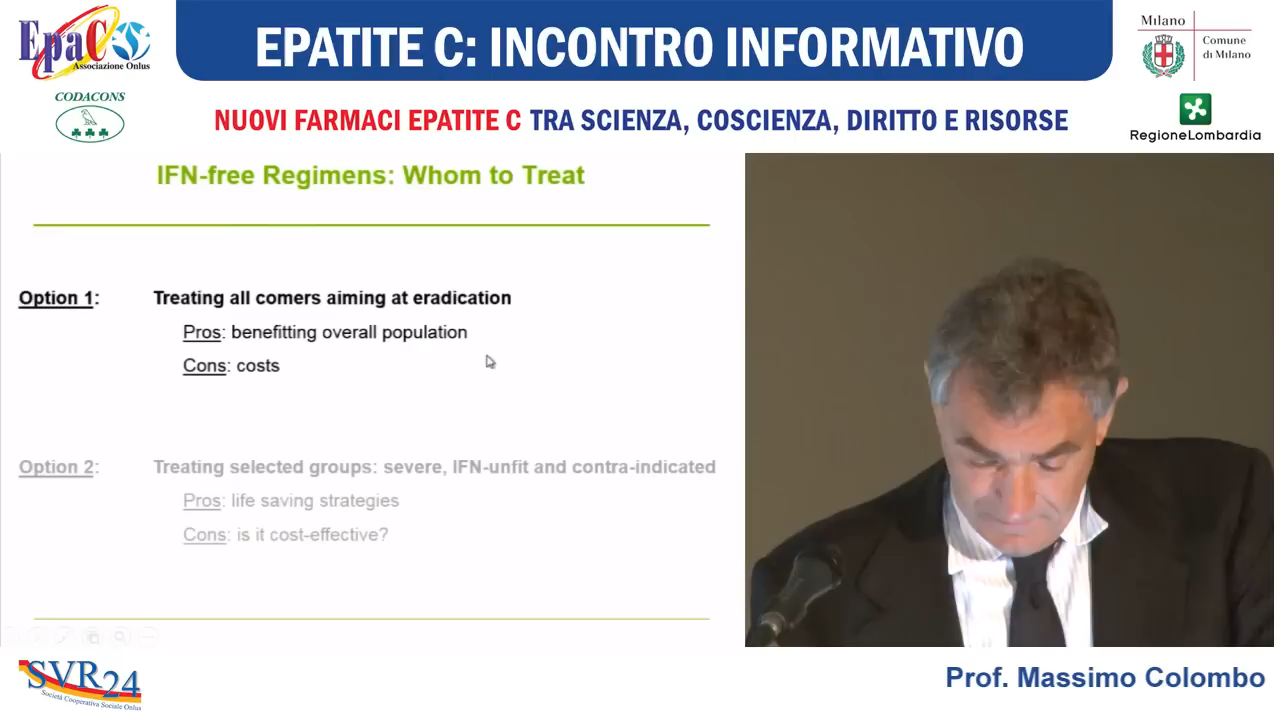 EpaC
Associazione Onlus
CODACONS
EPATITE C: INCONTRO INFORMATIVO
NUOVI FARMACI EPATITE C TRA SCIENZA, COSCIENZA, DIRITTO E RISORSE
Milano
Comune
di Milano
RegioneLombardia
IFN-free Regimens: Whom to Treat
Option 1: Treating all comers aiming at eradication
Pros: benefitting overall population
Cons: costs
Option 2: Treating selected groups: severe, IFN-unfit and contra-indicated
Pros: life saving strategies
Cons: is it cost-effective?
SVR24
Società Cooperativa Sociale Onlus
Prof. Massimo Colombo